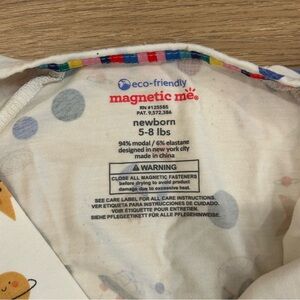 eco-friendly
magnetic me®
RN #125585
PAT. 9,572,386
newborn
5-8 lbs
94% modal / 6% elastane
designed in new york city
made in china
WARNING
CLOSE ALL MAGNETIC FASTENERS
before drying to avoid product
damage due to excessive heat.
SEE CARE LABEL FOR ALL CARE INSTRUCTIONS.
VER ETIQUETA PARA INSTRUCCIONES DE CUIDADO.
VOIR ETIQUETTE POUR ENTRETIEN.
SIEHE PFLEGEETIKETT FÜR ALLE PFLEGEHINWEISE.